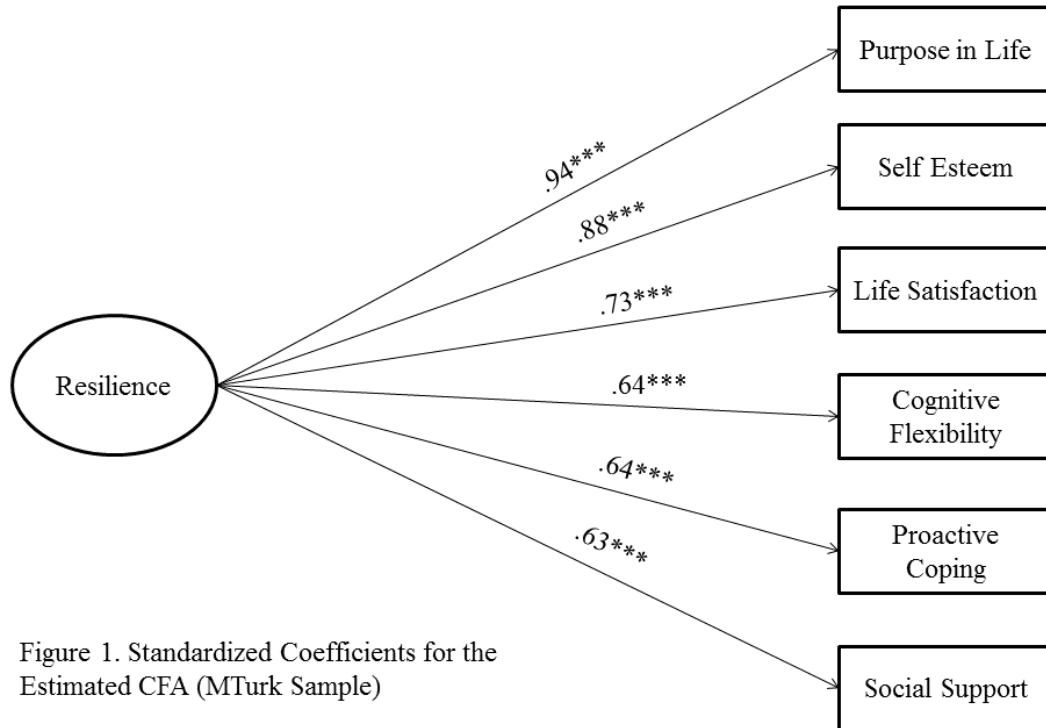 Purpose in Life
.94***
Self Esteem
.88***
Life Satisfaction
.73***
Resilience
.64***
Cognitive
Flexibility
.64***
Proactive
Coping
.63***
Social Support
Figure 1. Standardized Coefficients for the
Estimated CFA (MTurk Sample)